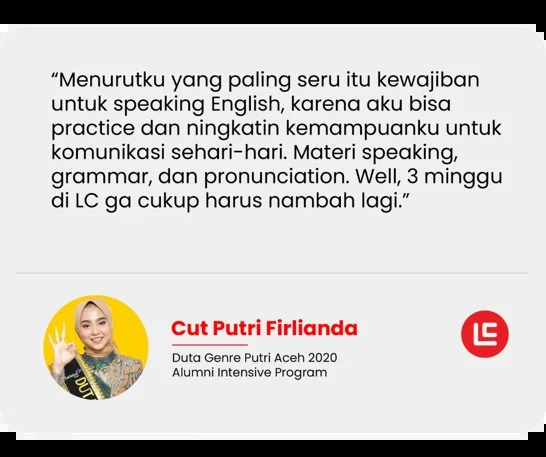 “Menurutku yang paling seru itu kewajiban
untuk speaking English, karena aku bisa
practice dan ningkatin kemampuanku untuk
komunikasi sehari-hari. Materi speaking,
grammar, dan pronunciation. Well, 3 minggu
di LC ga cukup harus nambah lagi.”
Cut Putri Firlianda
Duta Genre Putri Aceh 2020
Alumni Intensive Program
LC
DUT